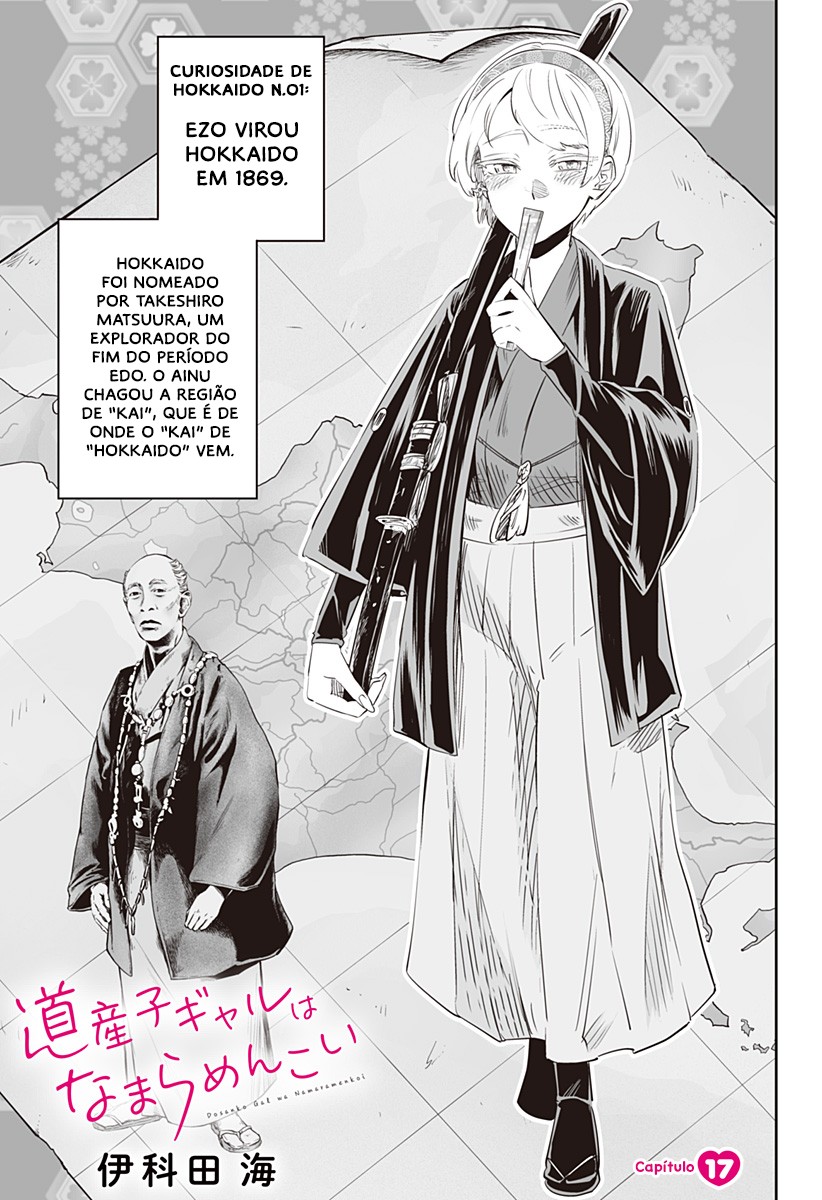 CURIOSIDADE DE
HOKKAIDO N.01:
EZO VIROU
HOKKAIDO
EM 1869.
HOKKAIDO
FOI NOMEADO
POR TAKESHIRO
MATSUURA, UM
EXPLORADOR DO
FIM DO PERÍODO
EDO. O AINU
CHAGOU A REGIÃO
DE “KAI”, QUE É DE
ONDE O “KAI” DE
“HOKKAIDO” VEM.
道産子ギャルは
なまらめんこい
Dosanko Gal wa Namaramenkoi
伊科田 海
Capítulo 17